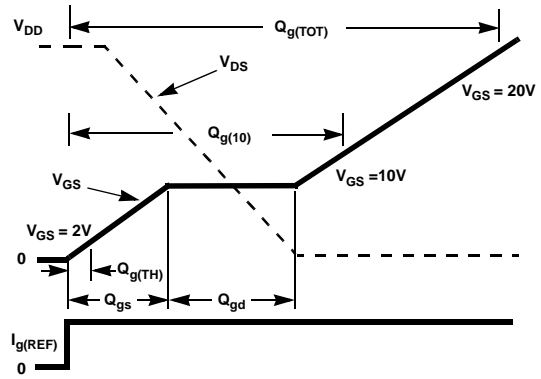 V_DD
Q_g(TOT)
V_DS
V_GS = 20V
Q_g(10)
V_GS
V_GS =10V
V_GS = 2V
0
Q_g(TH)
Q_gs
Q_gd
I_g(REF)
0